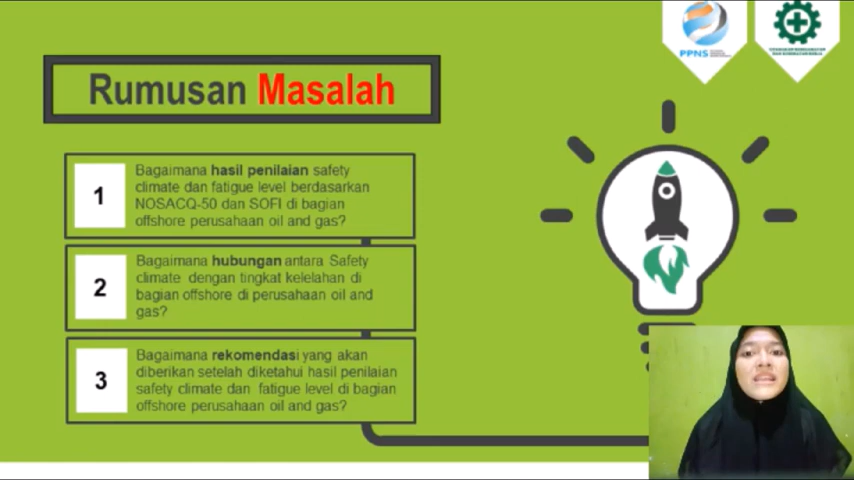 PPNS
Rumusan Masalah
1
Bagaimana hasil penilaian safety
climate dan fatigue level berdasarkan
NOSACQ-50 dan SOFI di bagian
offshore perusahaan oil and gas?
2
Bagaimana hubungan antara Safety
climate dengan tingkat kelelahan di
bagian offshore di perusahaan oil and
gas?
3
Bagaimana rekomendasi yang akan
diberikan setelah diketahui hasil penilaian
safety climate dan fatigue level di bagian
offshore perusahaan oil and gas?